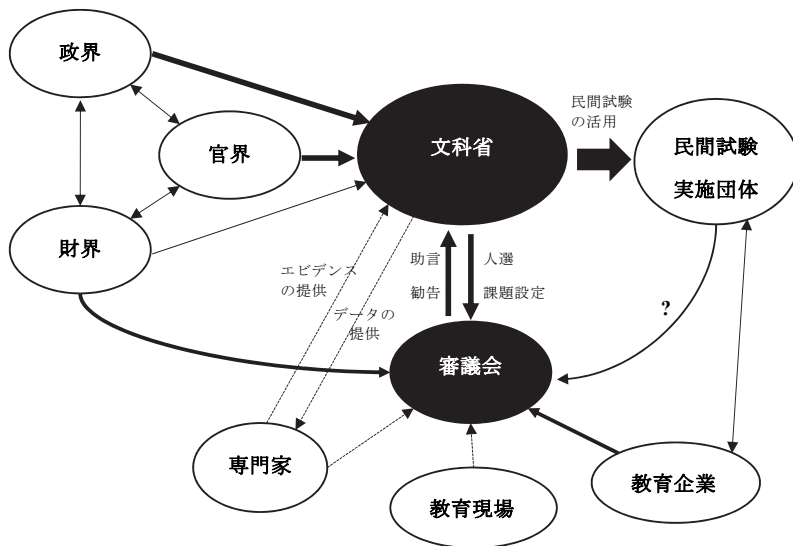 政界
官界
財界
文科省
民間試験
の活用
民間試験
実施団体
エビデンス
の提供
データの
提供
助言
勧告
人選
課題設定
?
審議会
専門家
教育現場
教育企業